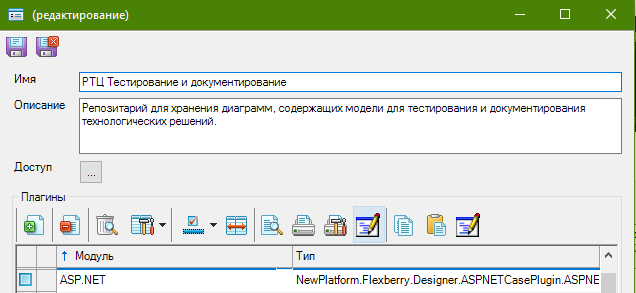 (редактирование)
Имя
РТЦ Тестирование и документирование
Описание
Репозитарий для хранения диаграмм, содержащих модели для тестирования и документирования
технологических решений.
Доступ
...
Плагины
↑ Модуль Тип
ASP.NET NewPlatform.Flexberry.Designer.ASPNETCasePlugin.ASPNE